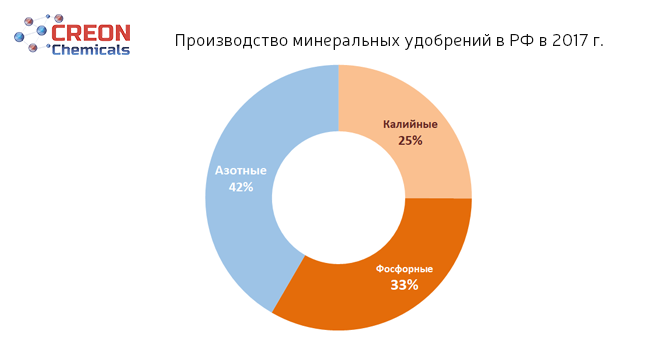 CREON
Chemicals
Производство минеральных удобрений в РФ в 2017 г.
Калийные
25%
Азотные
42%
Фосфорные
33%